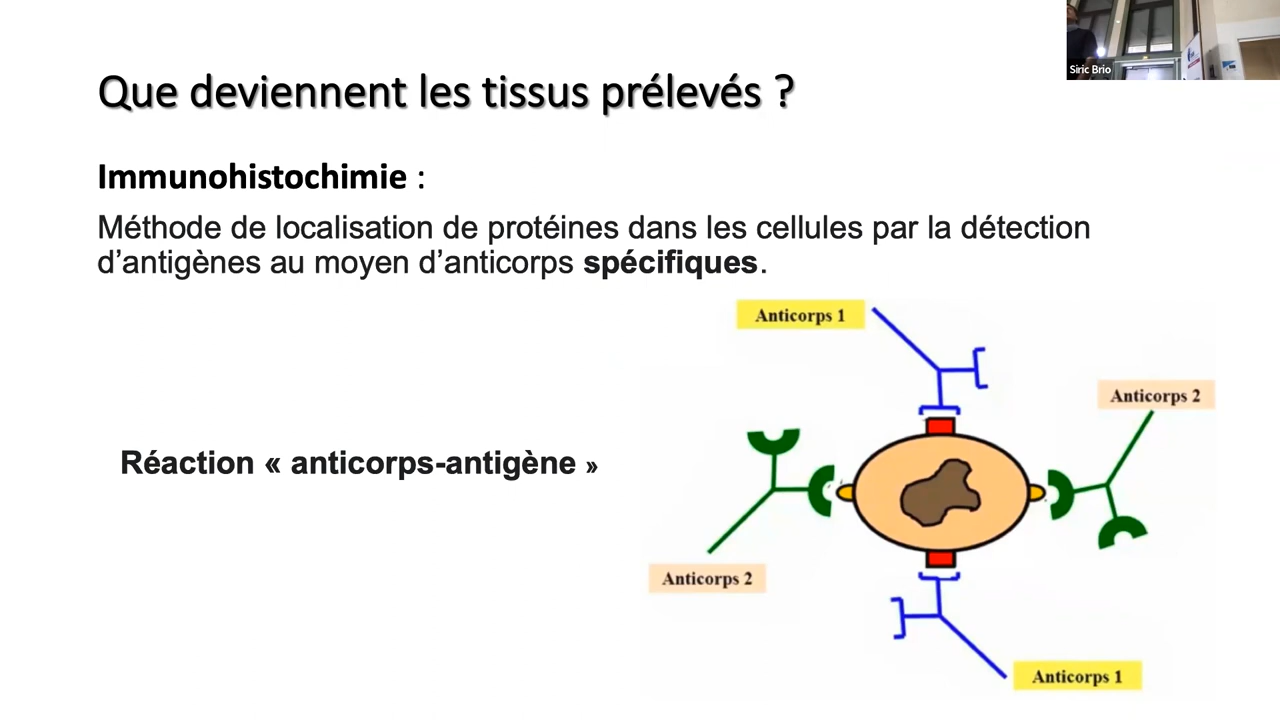 Siric Brio
Que deviennent les tissus prélevés ?
Immunohistochimie :
Méthode de localisation de protéines dans les cellules par la détection
d’antigènes au moyen d’anticorps spécifiques.
Anticorps 1
Anticorps 2
Réaction « anticorps-antigène »
Anticorps 2
Anticorps 1